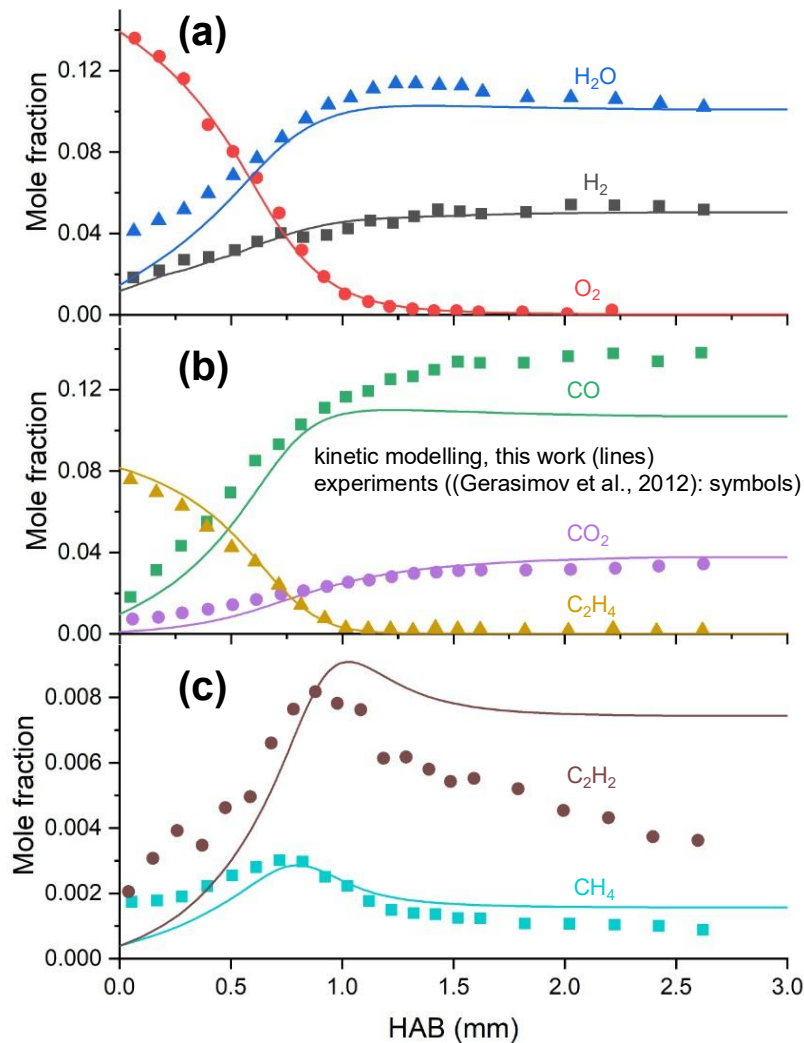 (a)
Mole fraction
0.12
0.08
0.04
0.00
H₂O
H₂
O₂
(b)
Mole fraction
0.12
0.08
0.04
0.00
CO
kinetic modelling, this work (lines)
experiments ((Gerasimov et al., 2012): symbols)
CO₂
C₂H₄
(c)
Mole fraction
0.008
0.006
0.004
0.002
0.000
C₂H₂
CH₄
0.0 0.5 1.0 1.5 2.0 2.5 3.0
HAB (mm)